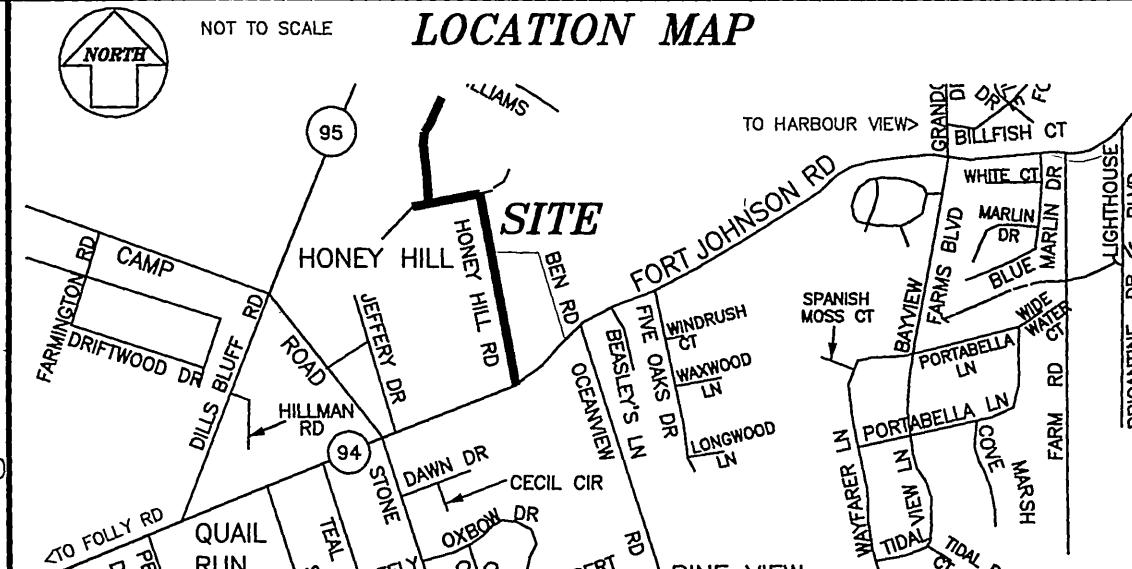 NORTH
NOT TO SCALE
LOCATION MAP
95
TO HARBOUR VIEW>
BILLFISH CT
WHITE CT
MARLIN
DR
BLUE MARLIN DR
LIGHTHOUSE
SITE
FORT JOHNSON RD
HONEY HILL
HONEY HILL RD
BEN RD
CAMP
ROAD
FARMINGTON RD
DRIFTWOOD DR
DILLS BLUFF RD
JEFFERY DR
HILLMAN
RD
94
STONE
DAWN DR
CECIL CIR
OXBOW DR
<TO FOLLY RD
QUAIL
RUN
TEAL
OCEANVIEW RD
BEASLEY'S LN
FIVE OAKS DR
WINDRUSH
CT
WAXWOOD
LN
LONGWOOD
LN
SPANISH
MOSS CT
BAYVIEW FARMS BLVD
WIDE
WATER
CT
PORTABELLA
LN
PORTABELLA LN
WAYFARER LN
TIDAL VIEW LN
TIDAL
CT
COVE
MARSH
FARM RD
PINE VIEW